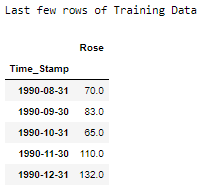 Last few rows of Training Data
Rose
Time_Stamp
1990-08-31 70.0
1990-09-30 83.0
1990-10-31 65.0
1990-11-30 110.0
1990-12-31 132.0